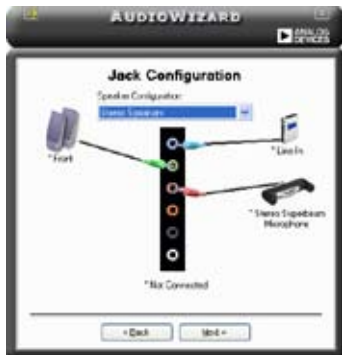 AUDIOWIZARD
ANALOG
DEVICES
Jack Configuration
Speaker Configuration:
Stereo Speakers
* Front
* Line In
* Stereo Superbeam
Microphone
* Not Connected
< Back
Next >